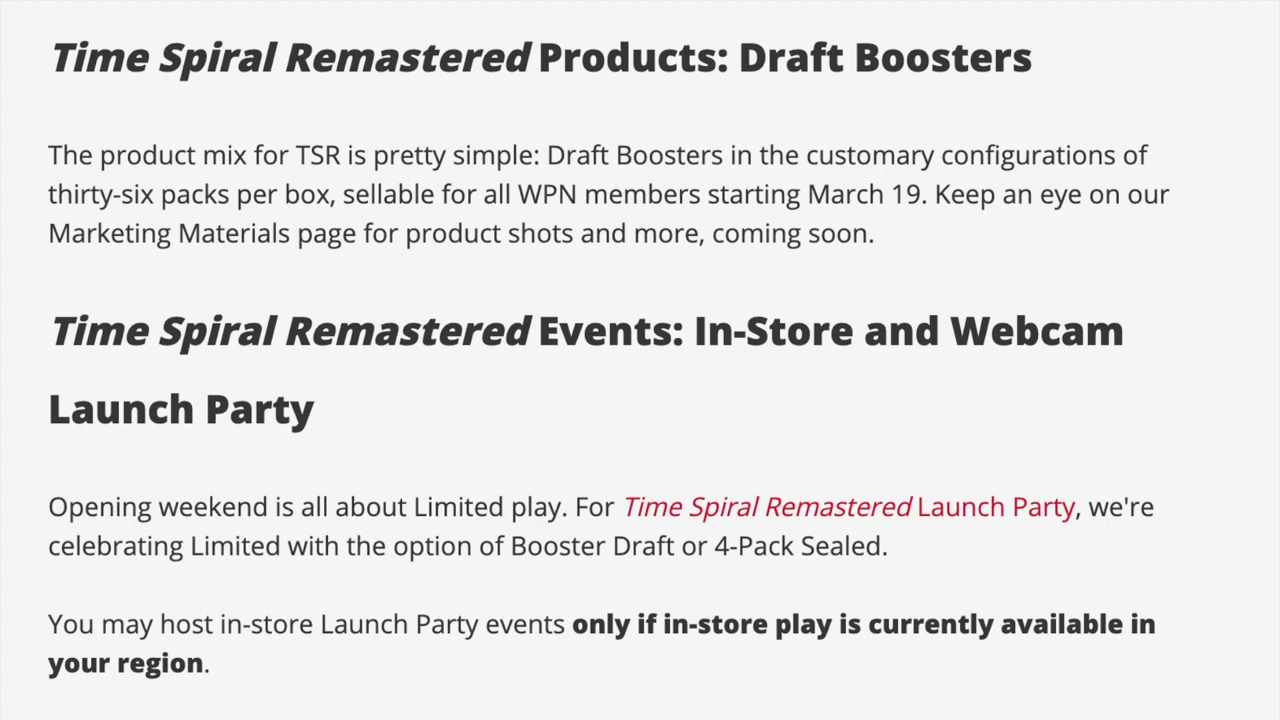 Time Spiral Remastered Products: Draft Boosters
The product mix for TSR is pretty simple: Draft Boosters in the customary configurations of
thirty-six packs per box, sellable for all WPN members starting March 19. Keep an eye on our
Marketing Materials page for product shots and more, coming soon.
Time Spiral Remastered Events: In-Store and Webcam
Launch Party
Opening weekend is all about Limited play. For Time Spiral Remastered Launch Party, we're
celebrating Limited with the option of Booster Draft or 4-Pack Sealed.
You may host in-store Launch Party events only if in-store play is currently available in
your region.